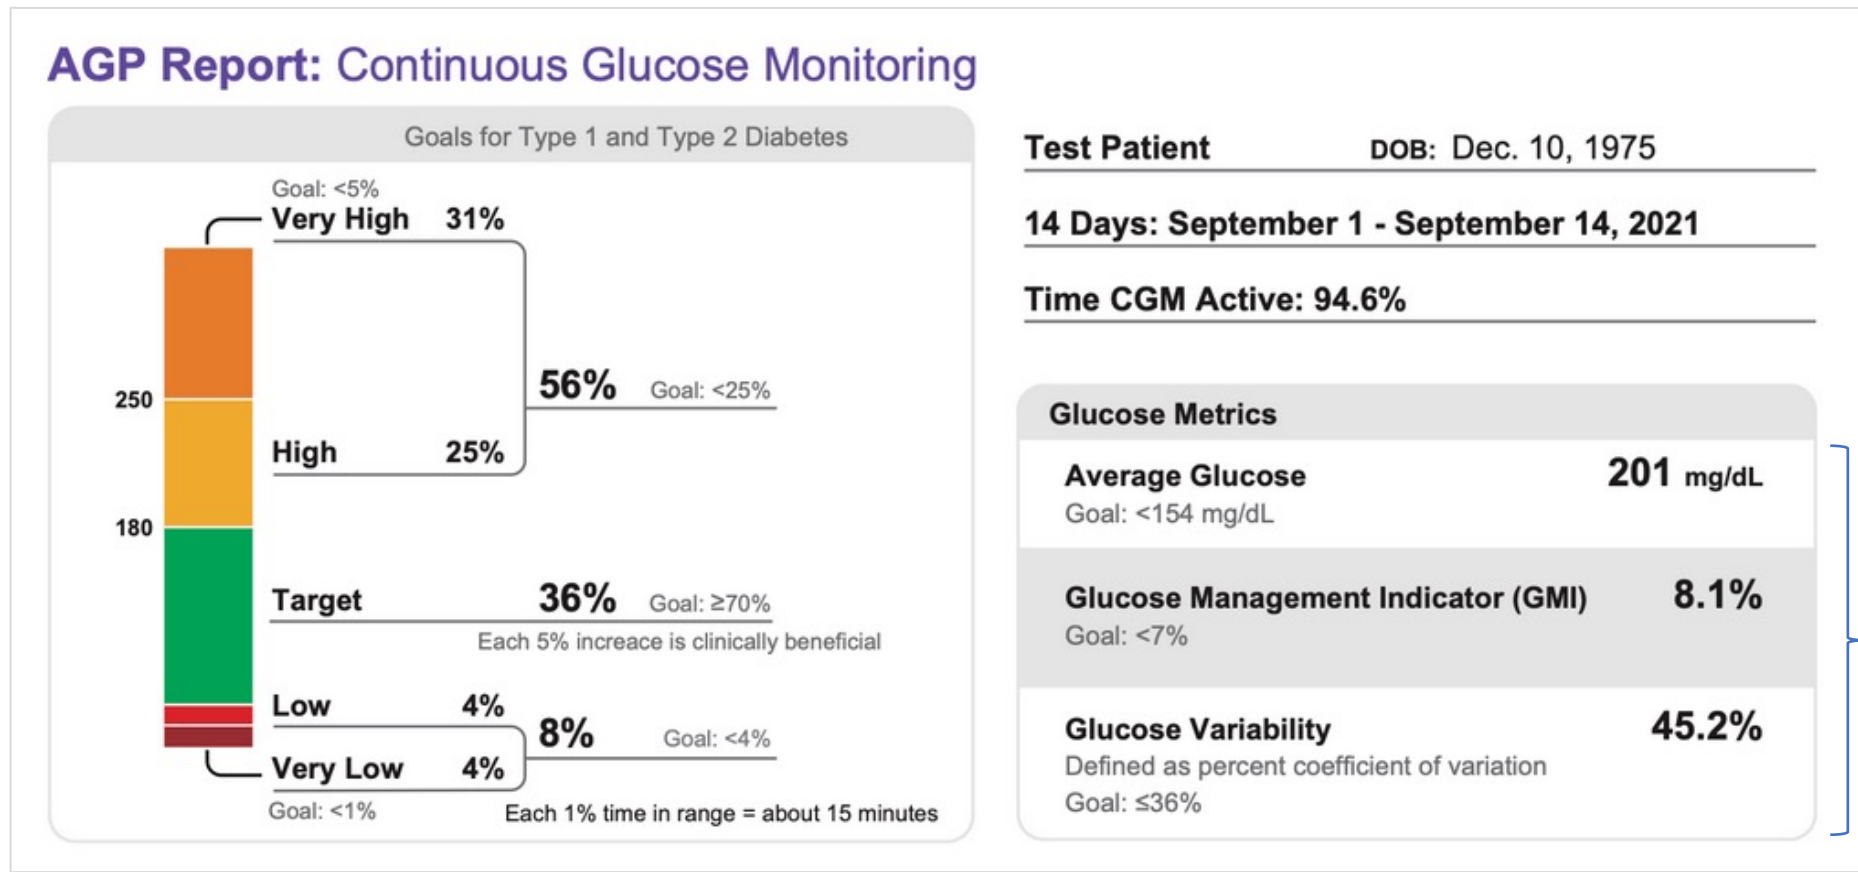 AGP Report: Continuous Glucose Monitoring
Goals for Type 1 and Type 2 Diabetes
Goal: <5%
Very High 31%
250
56% Goal: <25%
High 25%
180
Target 36% Goal: ≥70%
Each 5% increace is clinically beneficial
Low 4%
8% Goal: <4%
Very Low 4%
Goal: <1%
Each 1% time in range = about 15 minutes
Test Patient DOB: Dec. 10, 1975
14 Days: September 1 - September 14, 2021
Time CGM Active: 94.6%
Glucose Metrics
Average Glucose 201 mg/dL
Goal: <154 mg/dL
Glucose Management Indicator (GMI) 8.1%
Goal: <7%
Glucose Variability 45.2%
Defined as percent coefficient of variation
Goal: ≤36%